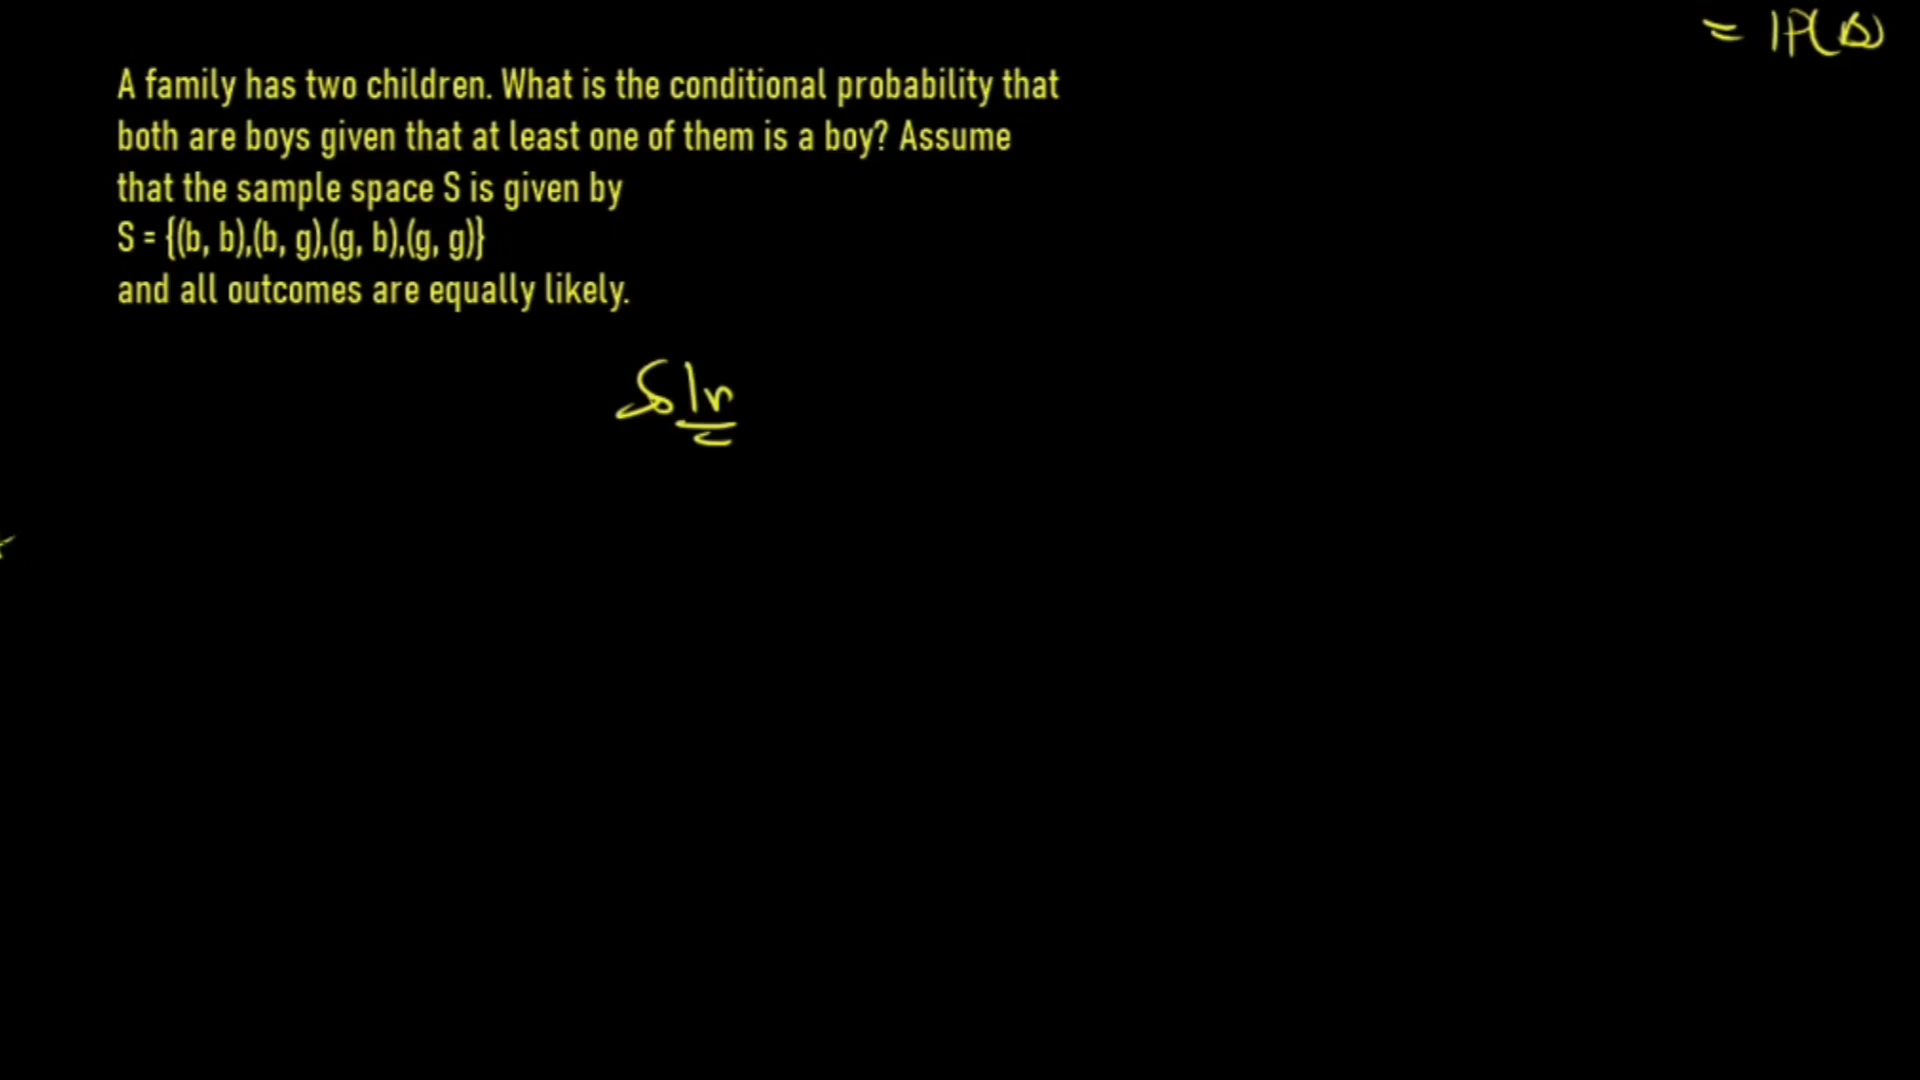 = IP(A)
A family has two children. What is the conditional probability that
both are boys given that at least one of them is a boy? Assume
that the sample space S is given by
S = {(b, b),(b, g),(g, b),(g, g)}
and all outcomes are equally likely.
Soln